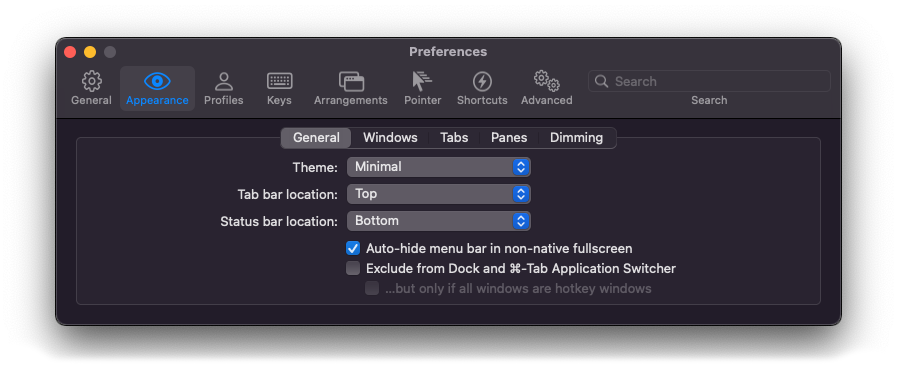 Preferences
General Appearance Profiles Keys Arrangements Pointer Shortcuts Advanced Search
Search
General Windows Tabs Panes Dimming
Theme: Minimal
Tab bar location: Top
Status bar location: Bottom
Auto-hide menu bar in non-native fullscreen
Exclude from Dock and ⌘-Tab Application Switcher
...but only if all windows are hotkey windows